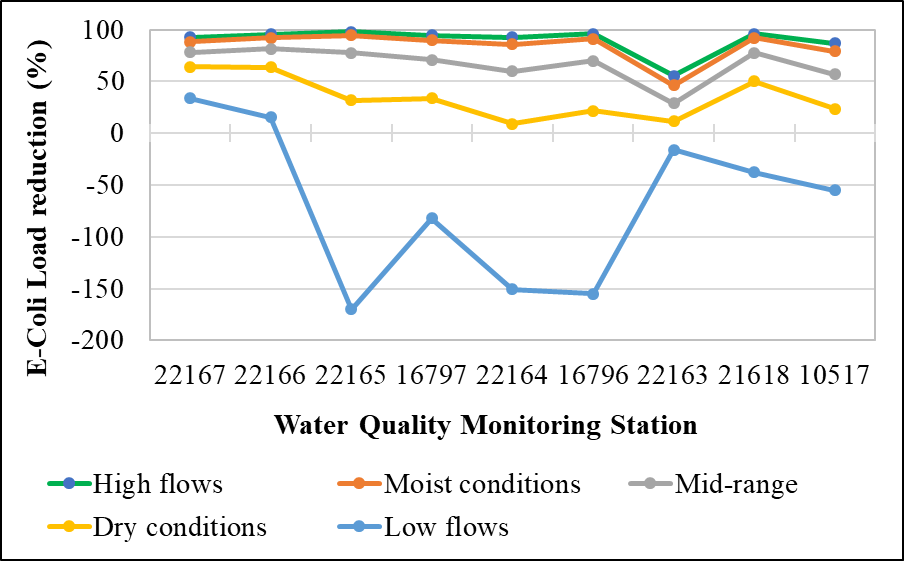 E-Coli Load reduction (%)
100
50
0
-50
-100
-150
-200
22167 22166 22165 16797 22164 16796 22163 21618 10517
Water Quality Monitoring Station
High flows Moist conditions Mid-range
Dry conditions Low flows